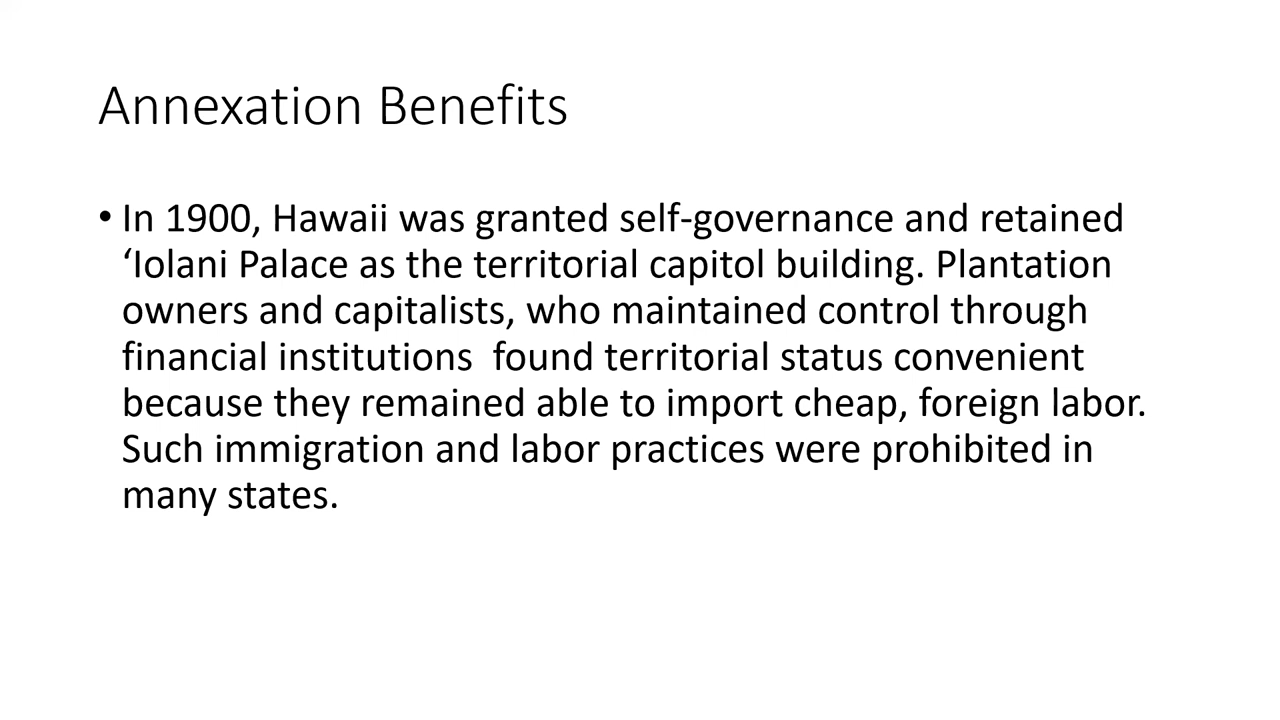 Annexation Benefits
• In 1900, Hawaii was granted self-governance and retained
‘Iolani Palace as the territorial capitol building. Plantation
owners and capitalists, who maintained control through
financial institutions  found territorial status convenient
because they remained able to import cheap, foreign labor.
Such immigration and labor practices were prohibited in
many states.